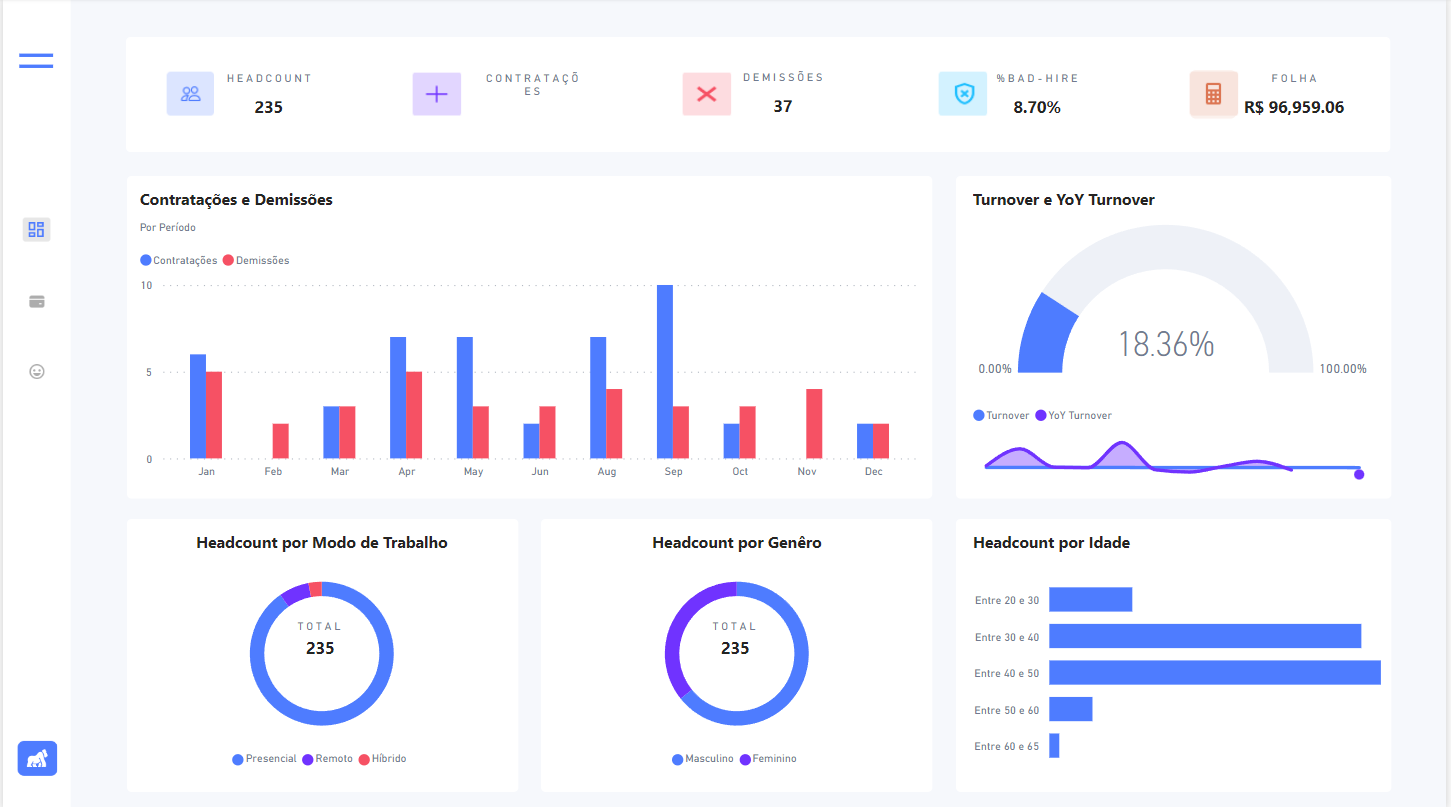 HEADCOUNT
235
CONTRATAÇÕ
ES
DEMISSÕES
37
%BAD-HIRE
8.70%
FOLHA
R$ 96,959.06
Contratações e Demissões
Por Período
Contratações Demissões
10
5
0
Jan Feb Mar Apr May Jun Aug Sep Oct Nov Dec
Turnover e YoY Turnover
18.36%
0.00% 100.00%
Turnover YoY Turnover
Headcount por Modo de Trabalho
TOTAL
235
Presencial Remoto Híbrido
Headcount por Genêro
TOTAL
235
Masculino Feminino
Headcount por Idade
Entre 20 e 30
Entre 30 e 40
Entre 40 e 50
Entre 50 e 60
Entre 60 e 65